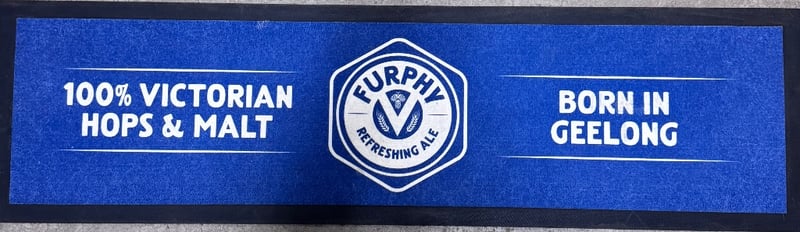 100% VICTORIAN
HOPS & MALT
FURPHY
REFRESHING ALE
BORN IN
GEELONG